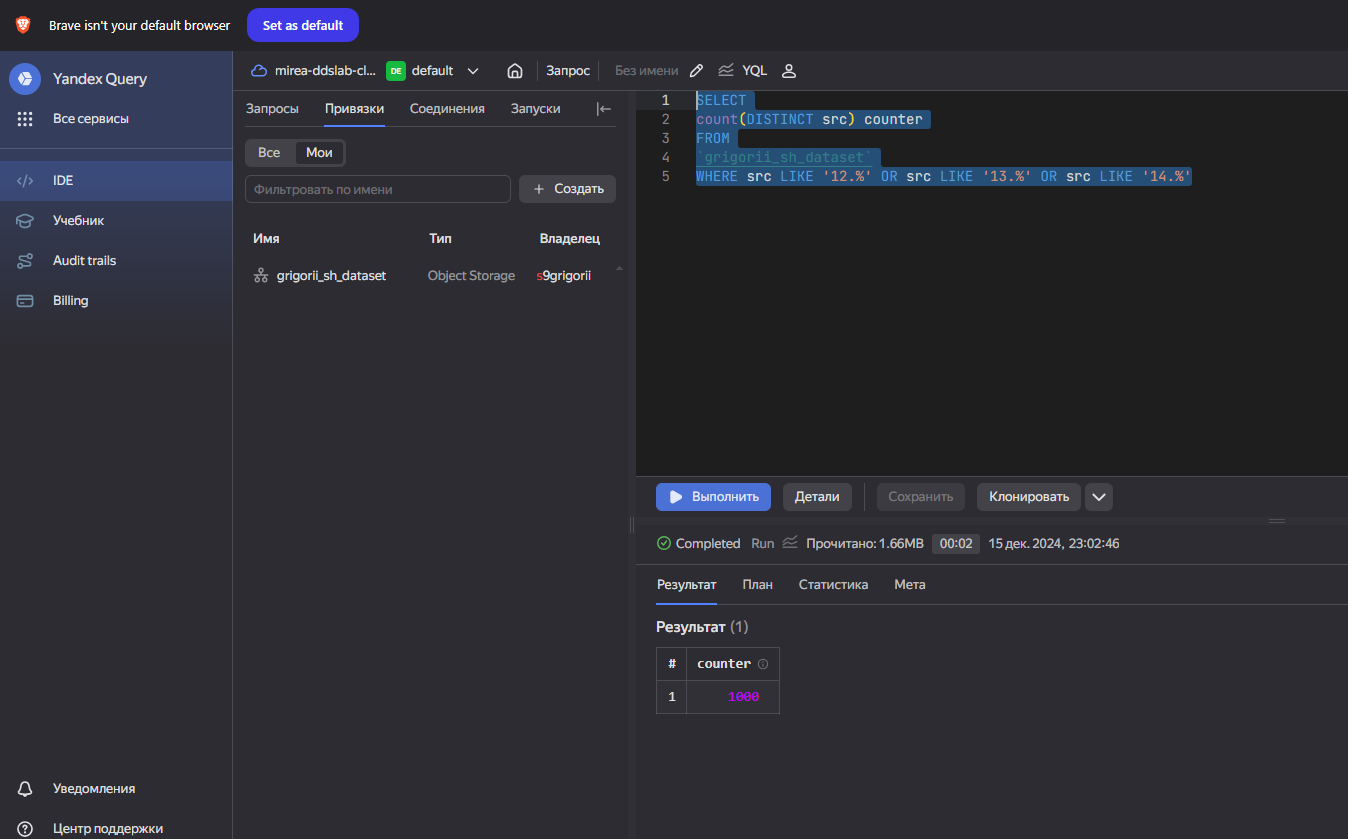 Brave isn't your default browser
Set as default
Yandex Query
Все сервисы
IDE
Учебник
Audit trails
Billing
Уведомления
Центр поддержки
mirea-ddslab-cl...
DE
default
Запрос
Без имени
YQL
Запросы
Привязки
Соединения
Запуски
Все
Мои
Фильтровать по имени
+ Создать
Имя Тип Владелец
grigorii_sh_dataset Object Storage s9grigorii
1 SELECT
2 count(DISTINCT src) counter
3 FROM
4 `grigorii_sh_dataset`
5 WHERE src LIKE '12.%' OR src LIKE '13.%' OR src LIKE '14.%'
Выполнить
Детали
Сохранить
Клонировать
Completed Run Прочитано: 1.66MB 00:02 15 дек. 2024, 23:02:46
Результат
План
Статистика
Мета
Результат (1)
# counter
1 1000